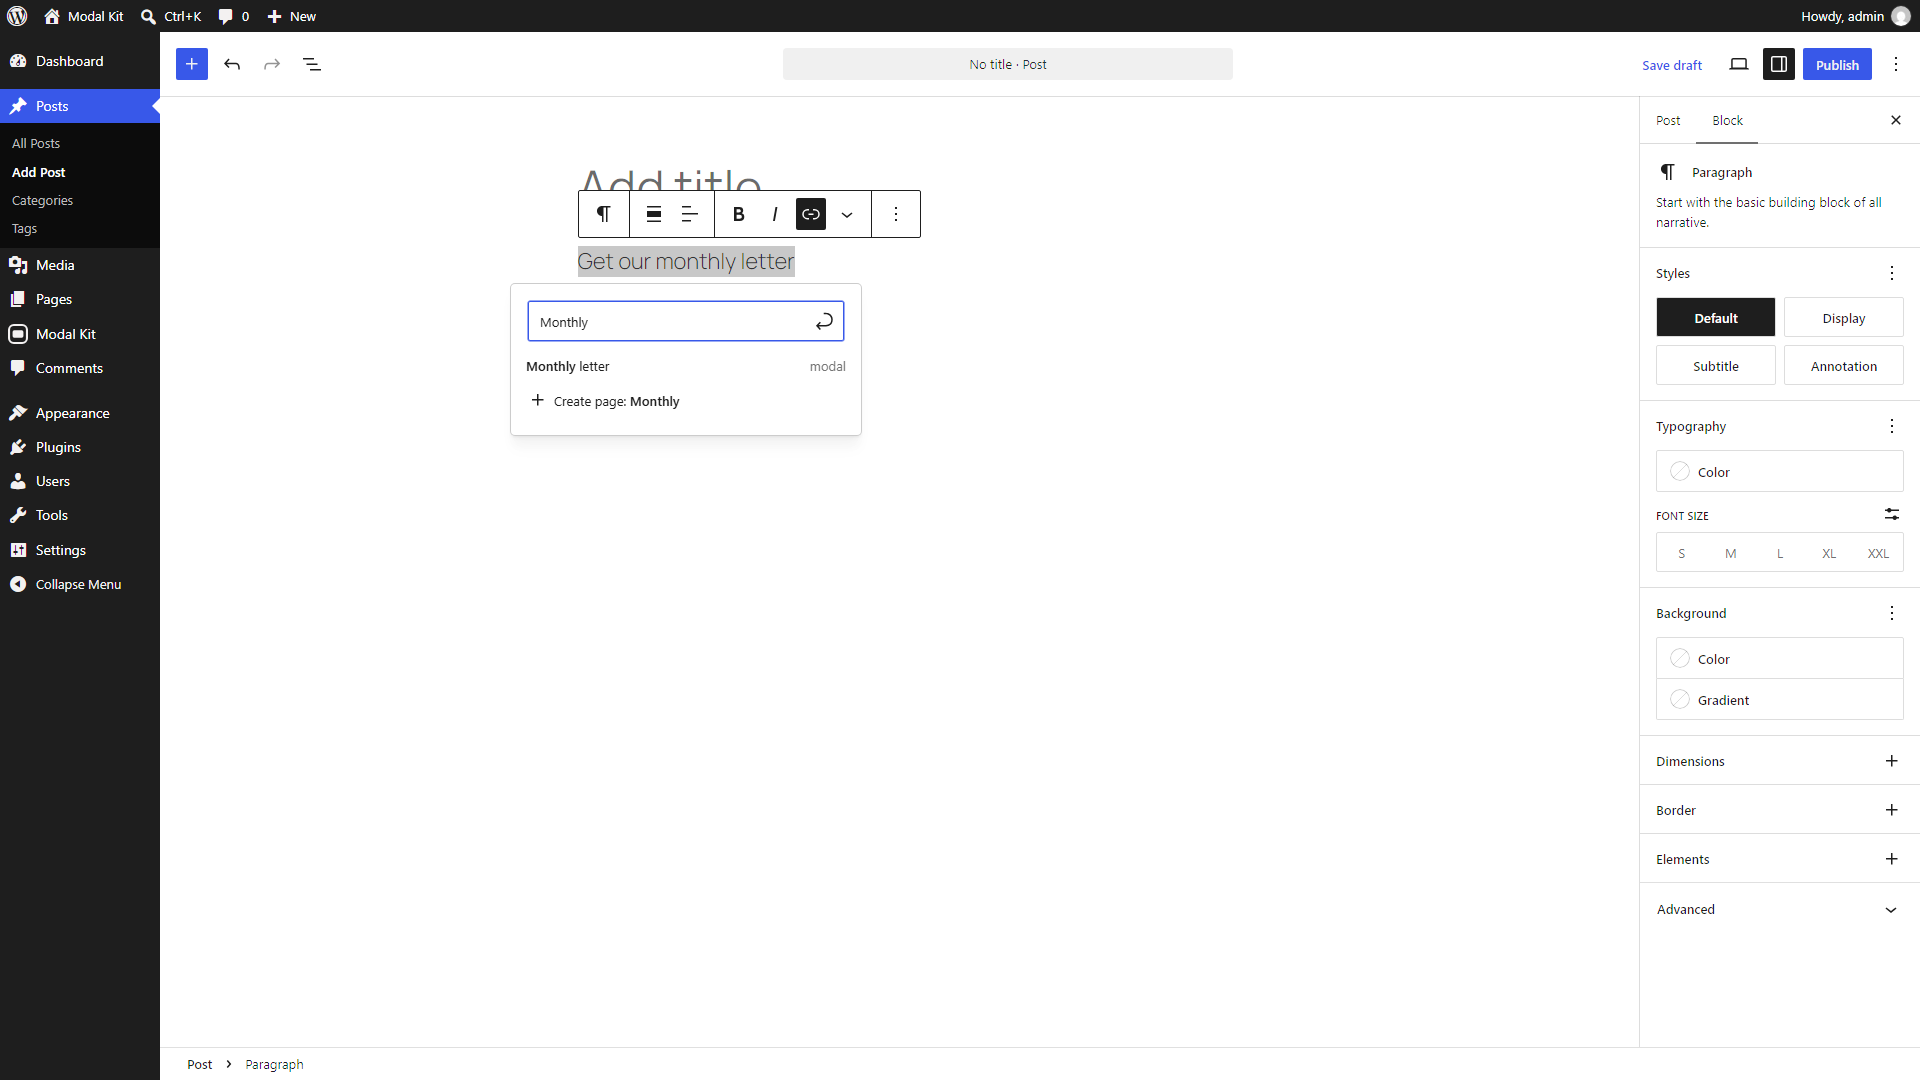 Modal Kit
Ctrl+K
0
New
Howdy, admin
Dashboard
Posts
All Posts
Add Post
Categories
Tags
Media
Pages
Modal Kit
Comments
Appearance
Plugins
Users
Tools
Settings
Collapse Menu
No title · Post
Save draft
Publish
Add title
B I
Get our monthly letter
Monthly
Monthly letter modal
Create page: Monthly
Post Block
Paragraph
Start with the basic building block of all
narrative.
Styles
Default Display
Subtitle Annotation
Typography
Color
FONT SIZE
S M L XL XXL
Background
Color
Gradient
Dimensions
Border
Elements
Advanced
Post Paragraph